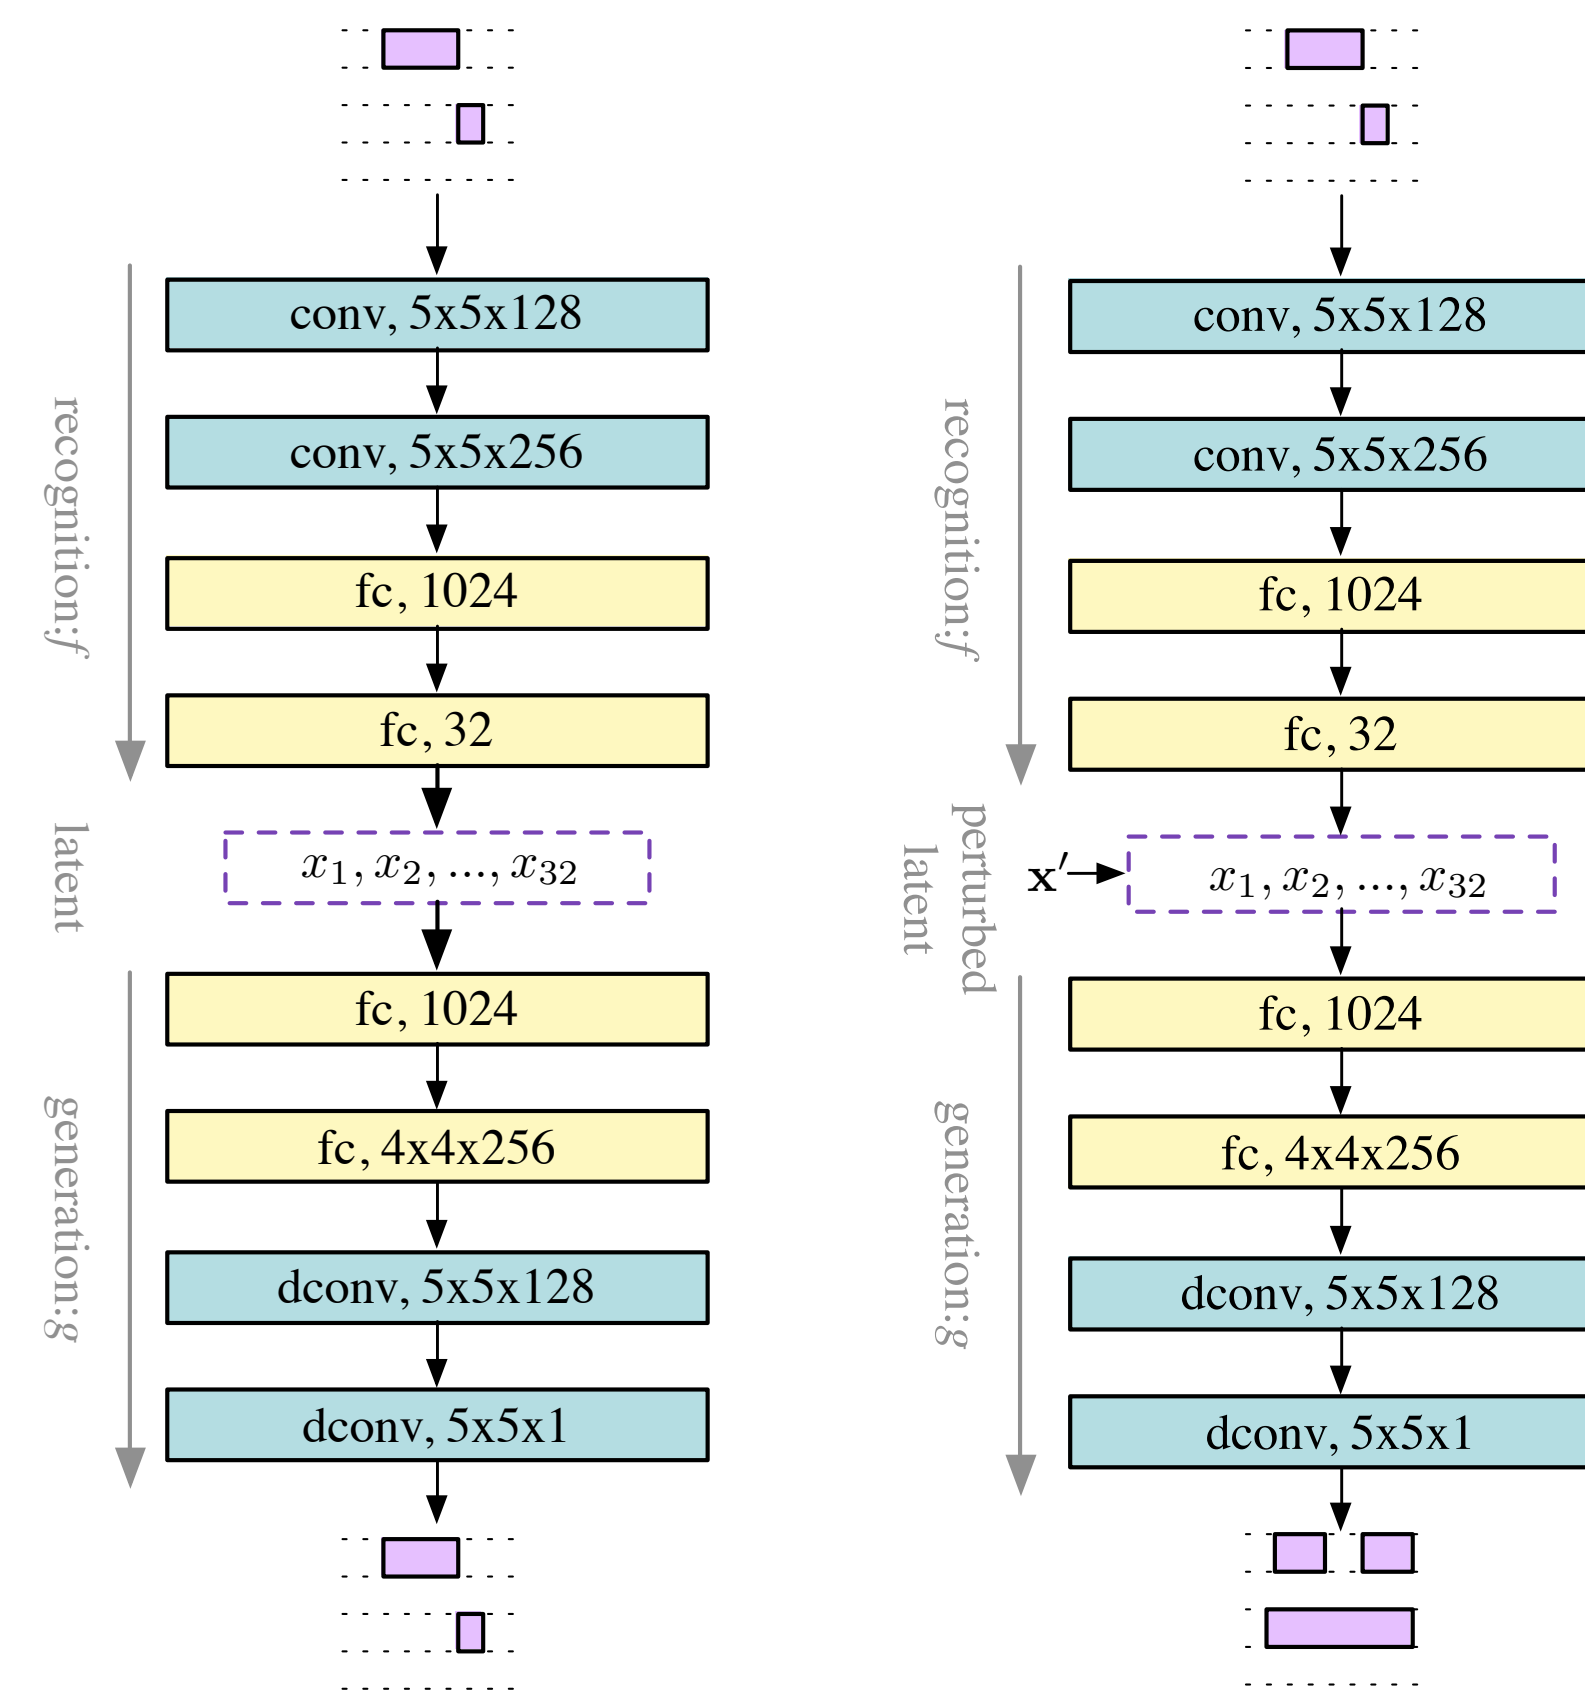 conv, 5x5x128
conv, 5x5x256
fc, 1024
fc, 32
x₁, x₂, ..., x₃₂
fc, 1024
fc, 4x4x256
dconv, 5x5x128
dconv, 5x5x1
recognition:f
latent
generation:g
conv, 5x5x128
conv, 5x5x256
fc, 1024
fc, 32
x′
x₁, x₂, ..., x₃₂
fc, 1024
fc, 4x4x256
dconv, 5x5x128
dconv, 5x5x1
recognition:f
perturbed
latent
generation:g